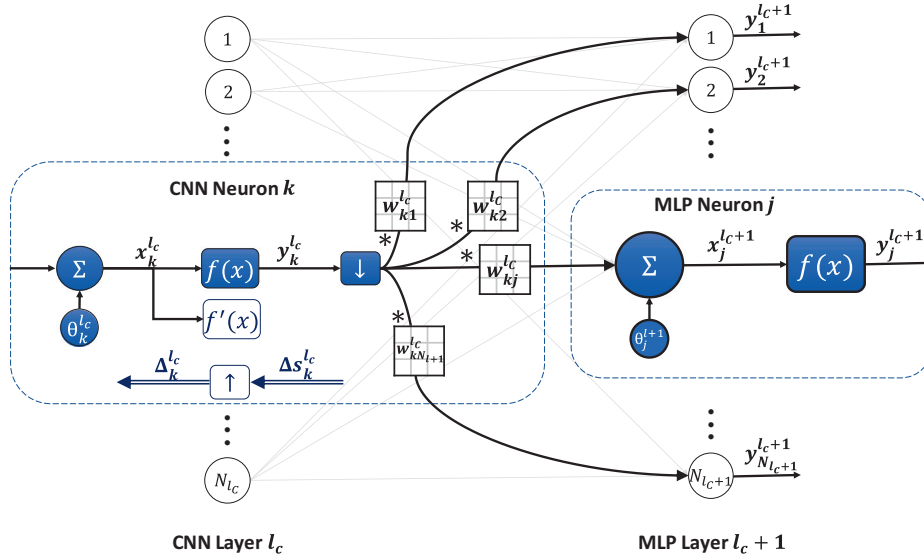 1
2
⋮
CNN Neuron k
Σ
θ_k^{l_c}
x_k^{l_c}
f(x)
f′(x)
y_k^{l_c}
↓
Δ_k^{l_c}
↑
Δs_k^{l_c}
w_{k1}^{l_c}
*
w_{k2}^{l_C}
*
w_{kj}^{l_C}
*
w_{kN_{l+1}}^{l_C}
*
⋮
N_{l_C}
CNN Layer l_c
1
y_1^{l_C+1}
2
y_2^{l_C+1}
⋮
MLP Neuron j
Σ
θ_j^{l+1}
x_j^{l_C+1}
f(x)
y_j^{l_C+1}
⋮
N_{l_C+1}
y_{N_{l_c+1}}^{l_c+1}
MLP Layer l_c + 1